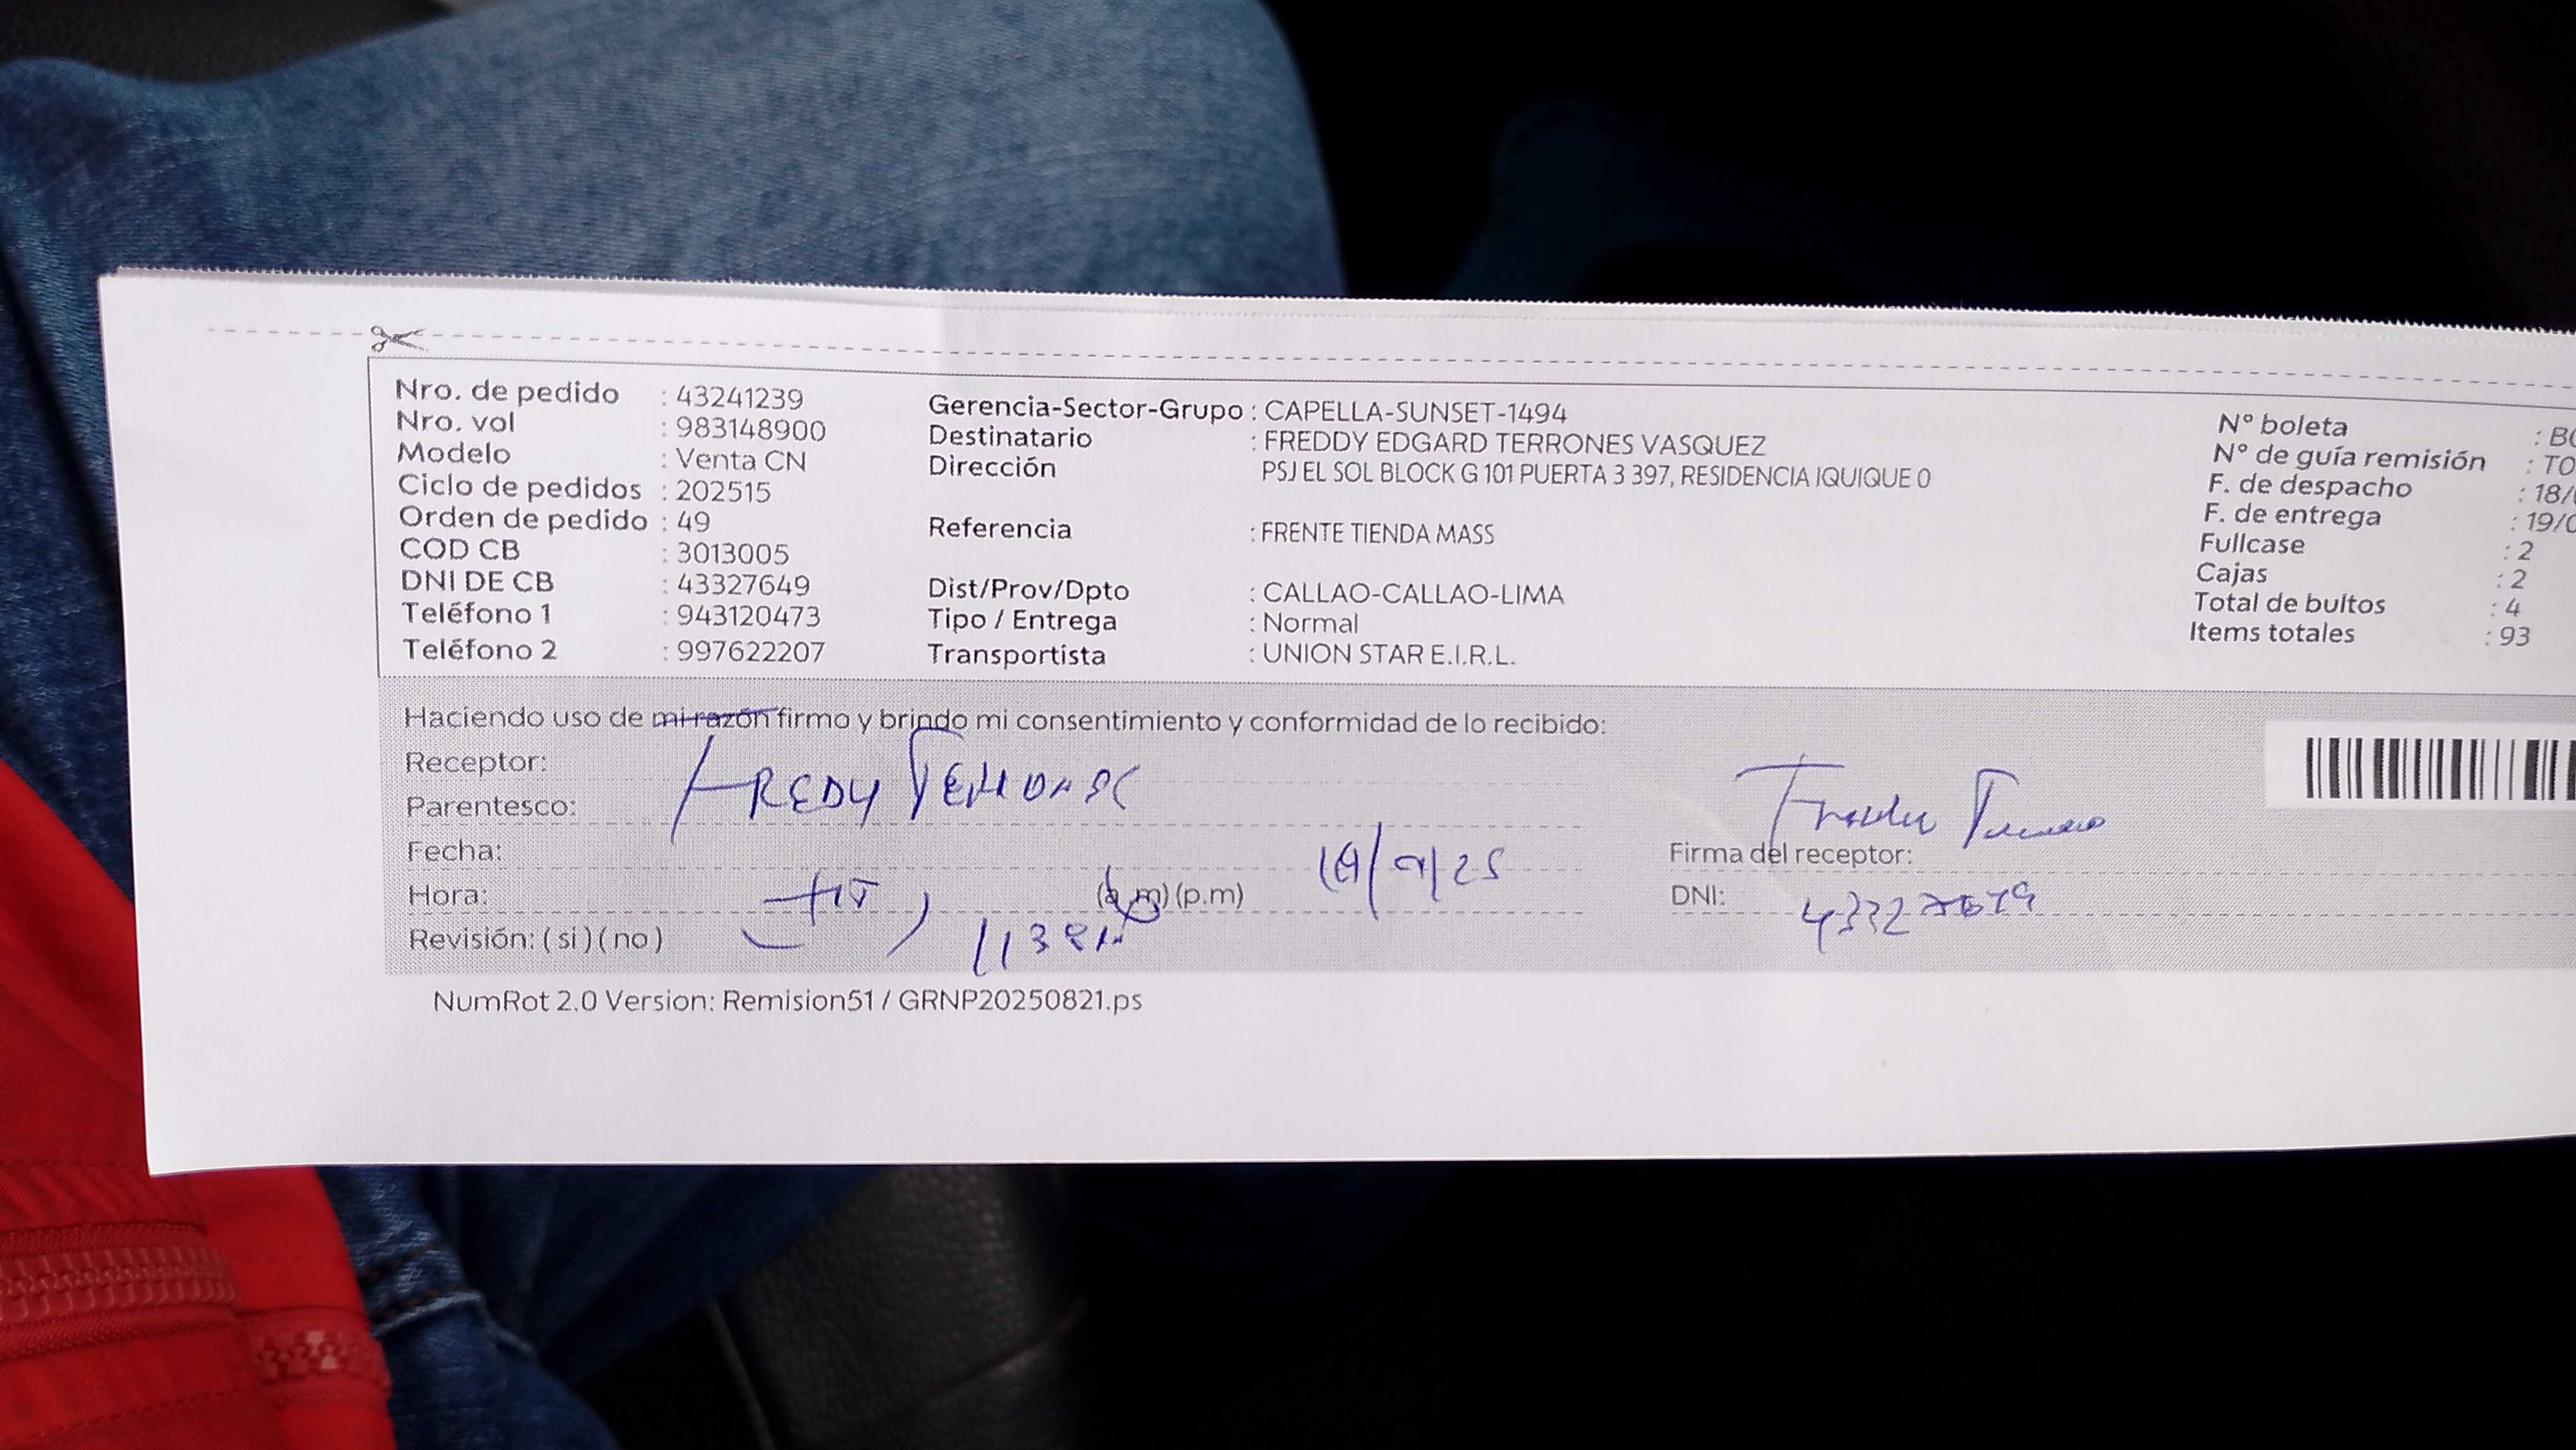 Nro. de pedido : 43241239
Nro. vol : 983148900
Modelo : Venta CN
Ciclo de pedidos : 202515
Orden de pedido : 49
COD CB : 3013005
DNI DE CB : 43327649
Teléfono 1 : 943120473
Teléfono 2 : 997622207
Gerencia-Sector-Grupo : CAPELLA-SUNSET-1494
Destinatario : FREDDY EDGARD TERRONES VASQUEZ
Dirección PSJ EL SOL BLOCK G 101 PUERTA 3 397, RESIDENCIA IQUIQUE 0
Referencia : FRENTE TIENDA MASS
Dist/Prov/Dpto : CALLAO-CALLAO-LIMA
Tipo / Entrega : Normal
Transportista : UNION STAR E.I.R.L.
N° boleta : B
N° de guía remisión : TO
F. de despacho : 18/
F. de entrega : 19/
Fullcase : 2
Cajas : 2
Total de bultos : 4
Items totales : 93
Haciendo uso de mi razón firmo y brindo mi consentimiento y conformidad de lo recibido:
Receptor: FREDY
Parentesco:
Fecha: 19/9/25
Hora: (a.m) (p.m)
Revisión: ( si ) ( no )
Firma del receptor:
DNI:
NumRot 2.0 Version: Remision51 / GRNP20250821.ps